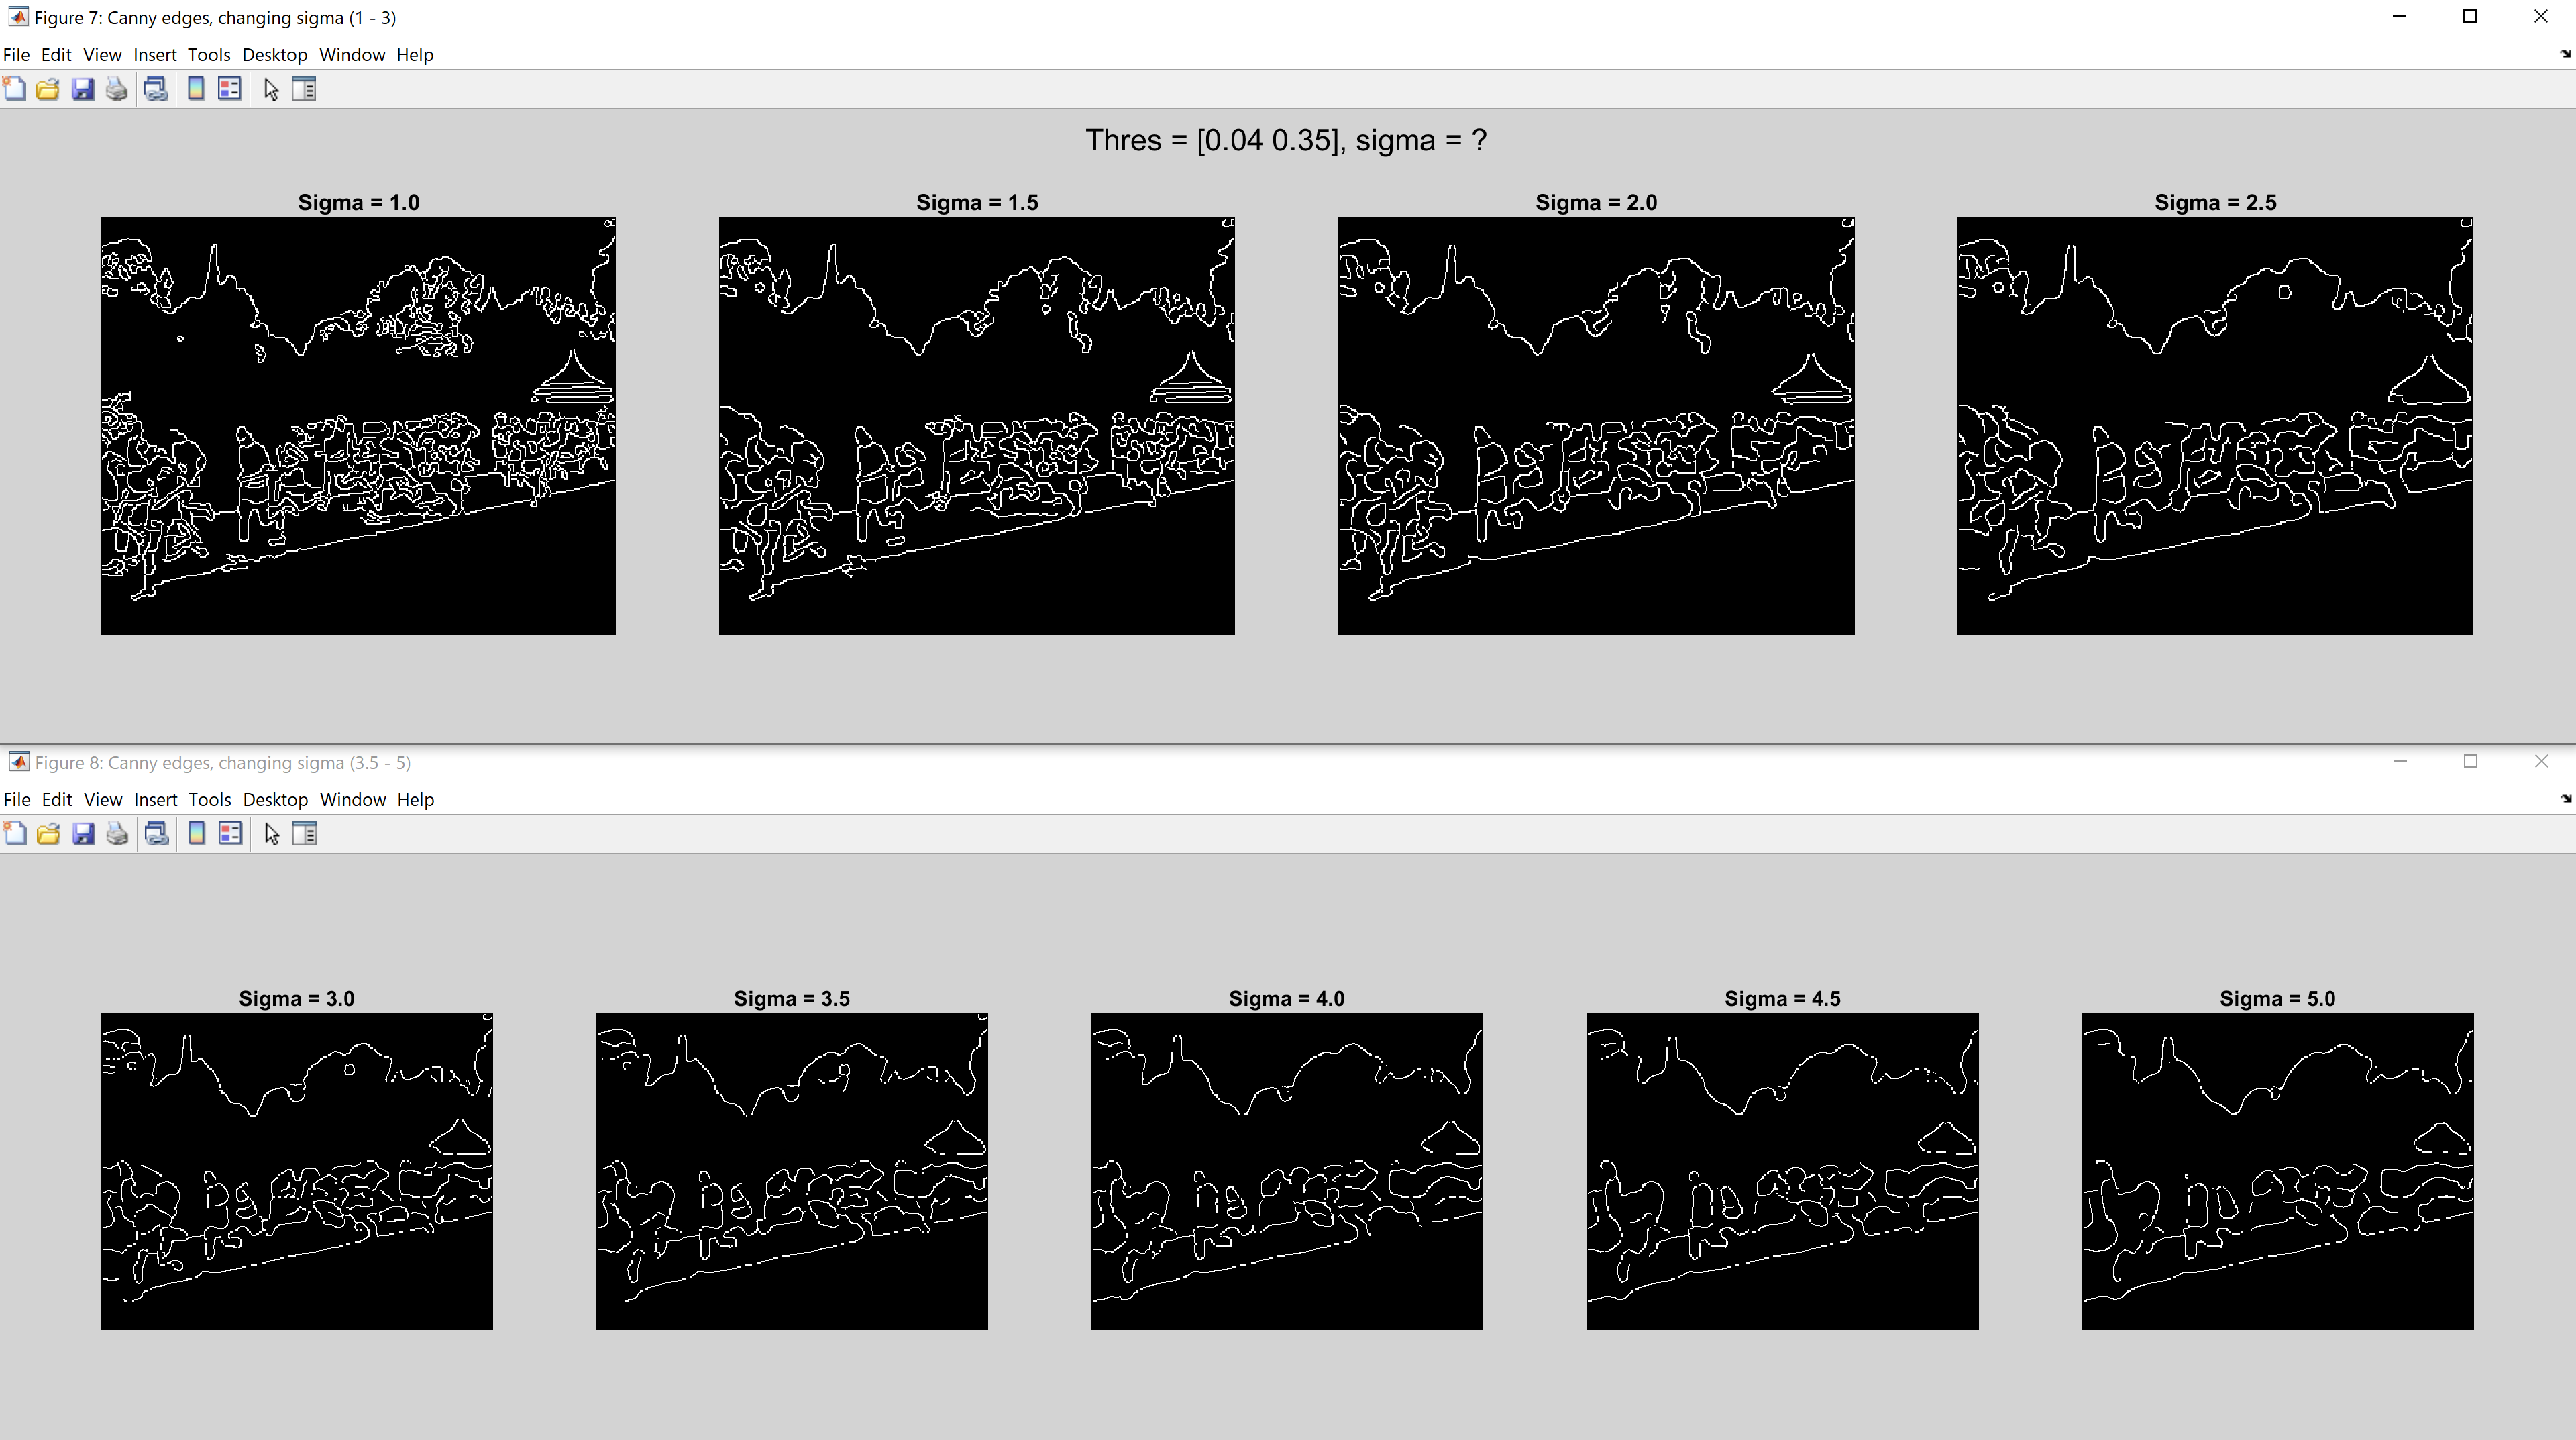 Figure 7: Canny edges, changing sigma (1 - 3)
File Edit View Insert Tools Desktop Window Help
Thres = [0.04 0.35], sigma = ?
Sigma = 1.0
Sigma = 1.5
Sigma = 2.0
Sigma = 2.5
Figure 8: Canny edges, changing sigma (3.5 - 5)
File Edit View Insert Tools Desktop Window Help
Sigma = 3.0
Sigma = 3.5
Sigma = 4.0
Sigma = 4.5
Sigma = 5.0